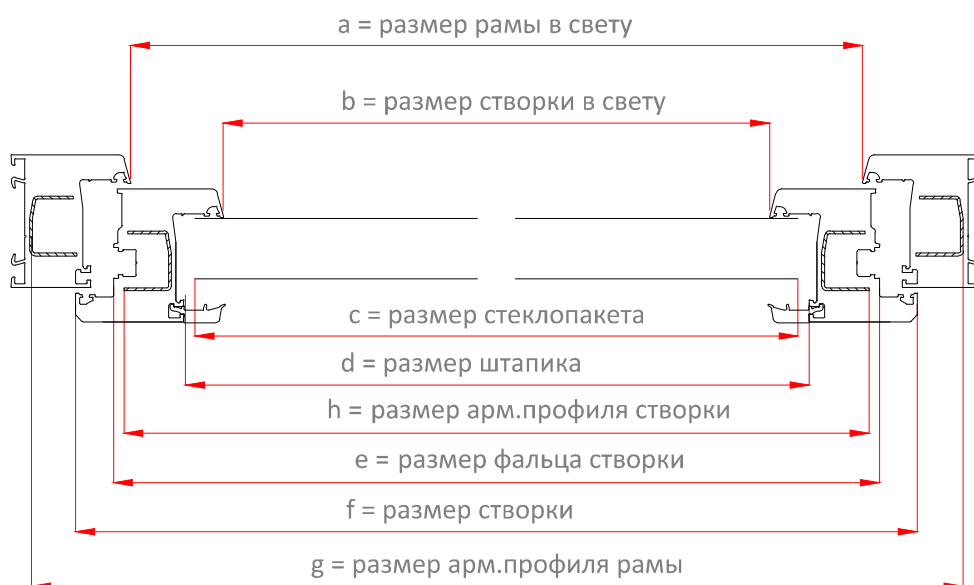 a = размер рамы в свету
b = размер створки в свету
c = размер стеклопакета
d = размер штапика
h = размер арм.профиля створки
e = размер фальца створки
f = размер створки
g = размер арм.профиля рамы